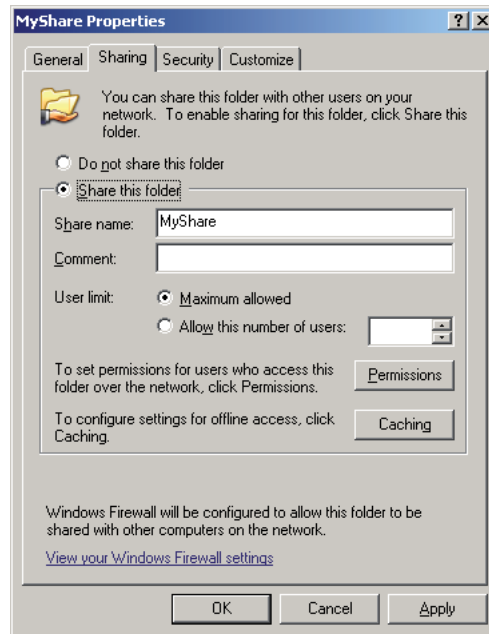 MyShare Properties
General Sharing Security Customize
You can share this folder with other users on your
network. To enable sharing for this folder, click Share this
folder.
Do not share this folder
Share this folder
Share name: MyShare
Comment:
User limit: Maximum allowed
Allow this number of users:
To set permissions for users who access this
folder over the network, click Permissions.
Permissions
To configure settings for offline access, click
Caching.
Caching
Windows Firewall will be configured to allow this folder to be
shared with other computers on the network.
View your Windows Firewall settings
OK Cancel Apply